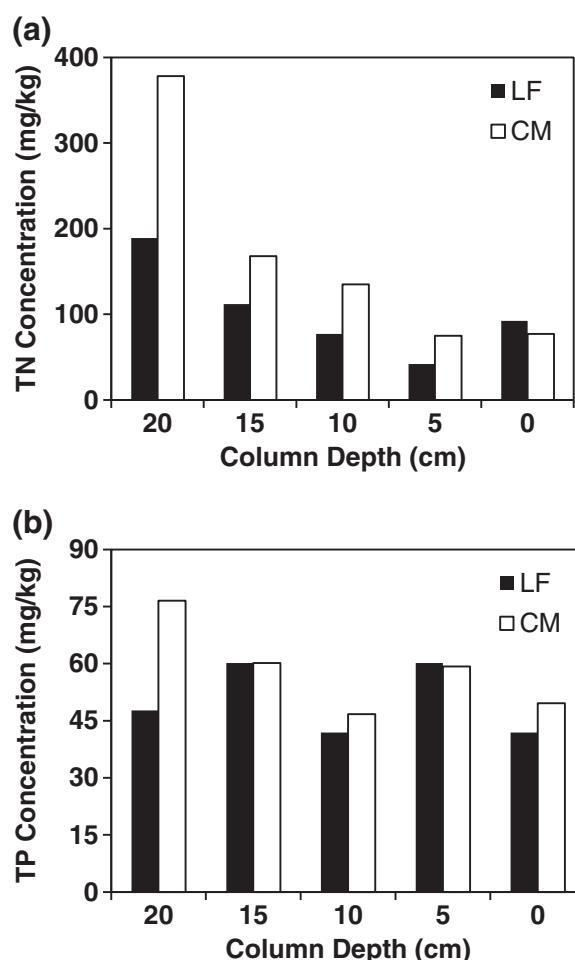 (a)
TN Concentration (mg/kg)
400
300
200
100
0
LF
CM
20 15 10 5 0
Column Depth (cm)
(b)
TP Concentration (mg/kg)
90
75
60
45
30
15
0
LF
CM
20 15 10 5 0
Column Depth (cm)